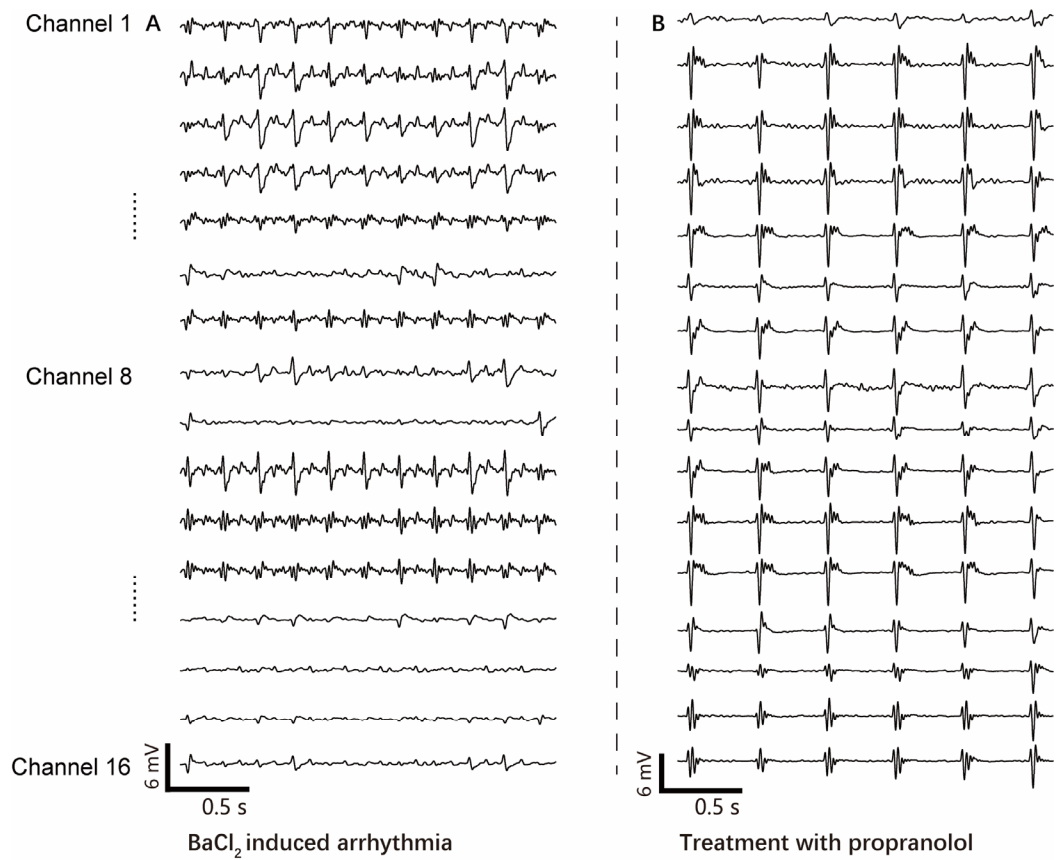 Channel 1 A
B
Channel 8
Channel 16
6 mV
0.5 s
6 mV
0.5 s
BaCl₂ induced arrhythmia
Treatment with propranolol